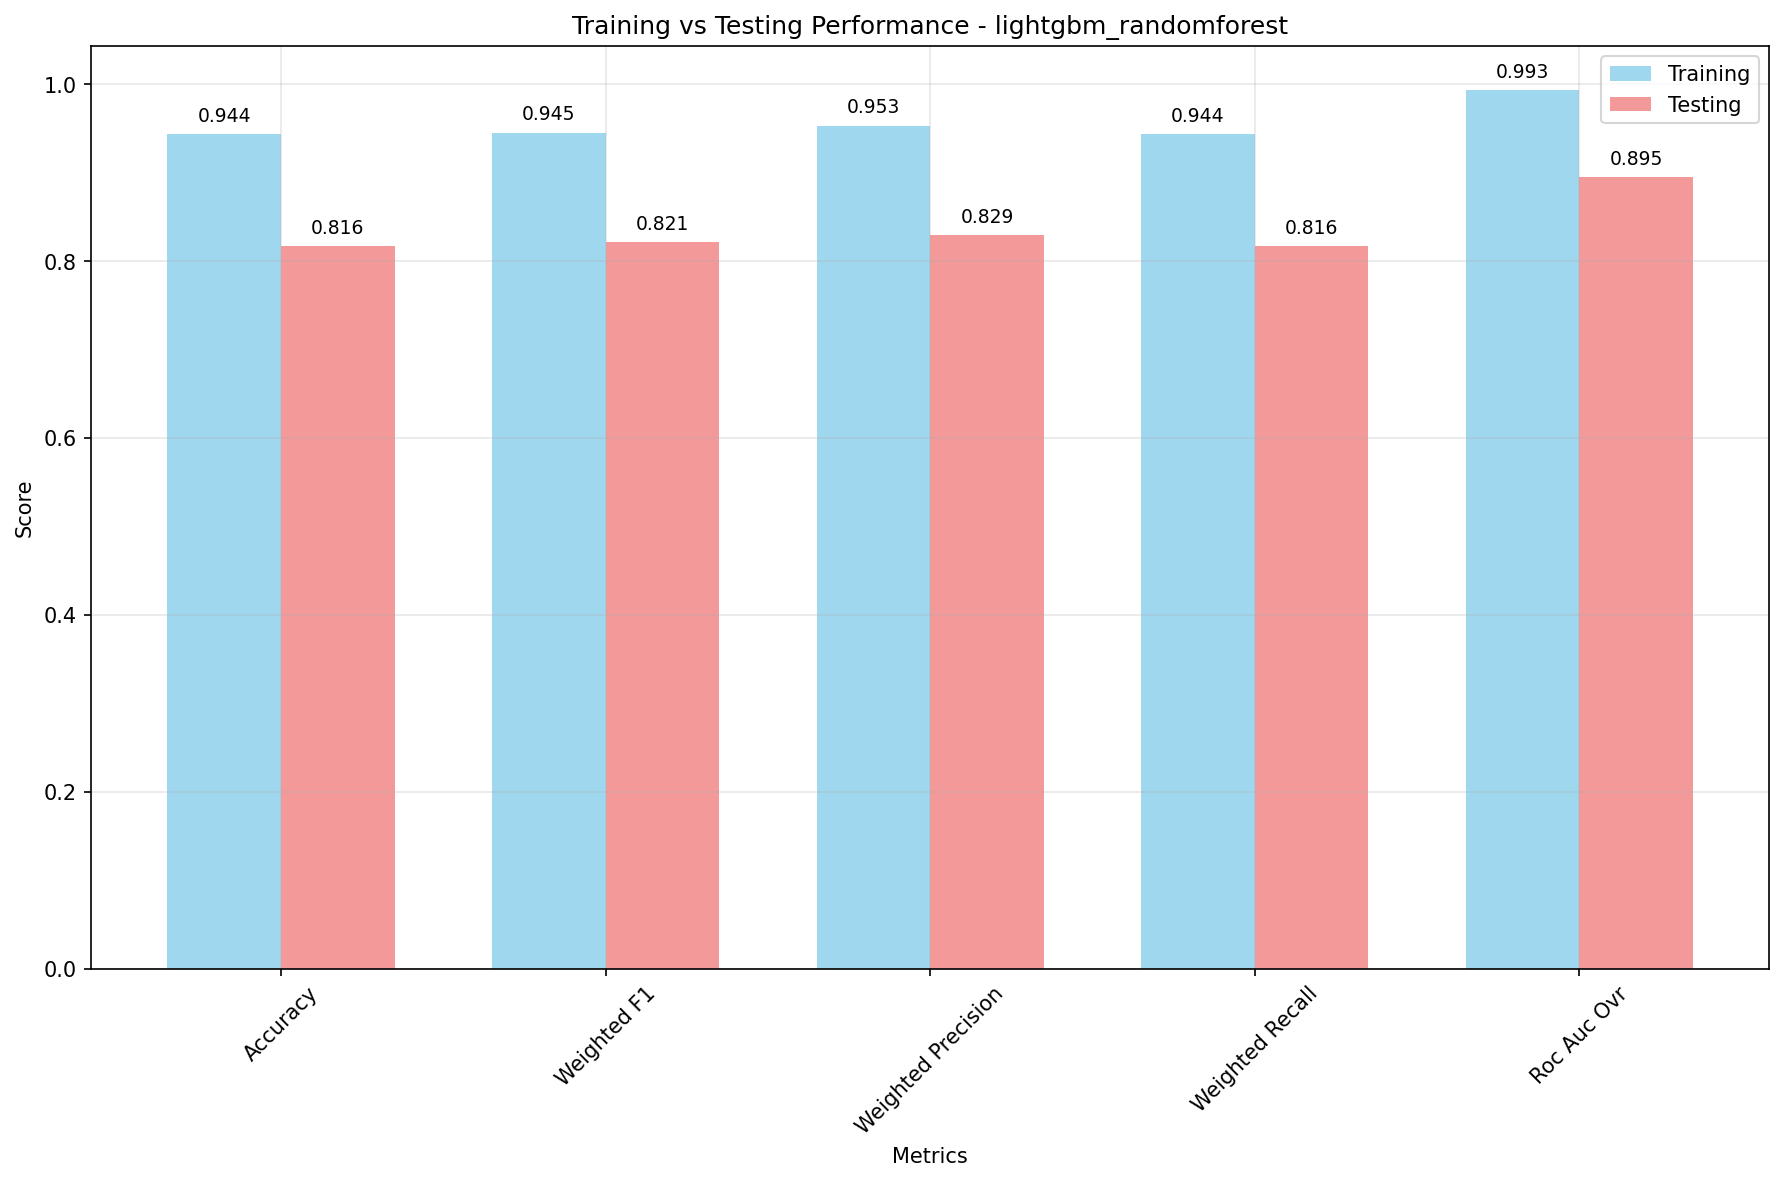 Training vs Testing Performance - lightgbm_randomforest
Training
Testing
0.944
0.816
0.945
0.821
0.953
0.829
0.944
0.816
0.993
0.895
1.0
0.8
0.6
0.4
0.2
0.0
Score
Accuracy
Weighted F1
Weighted Precision
Weighted Recall
Roc Auc Ovr
Metrics